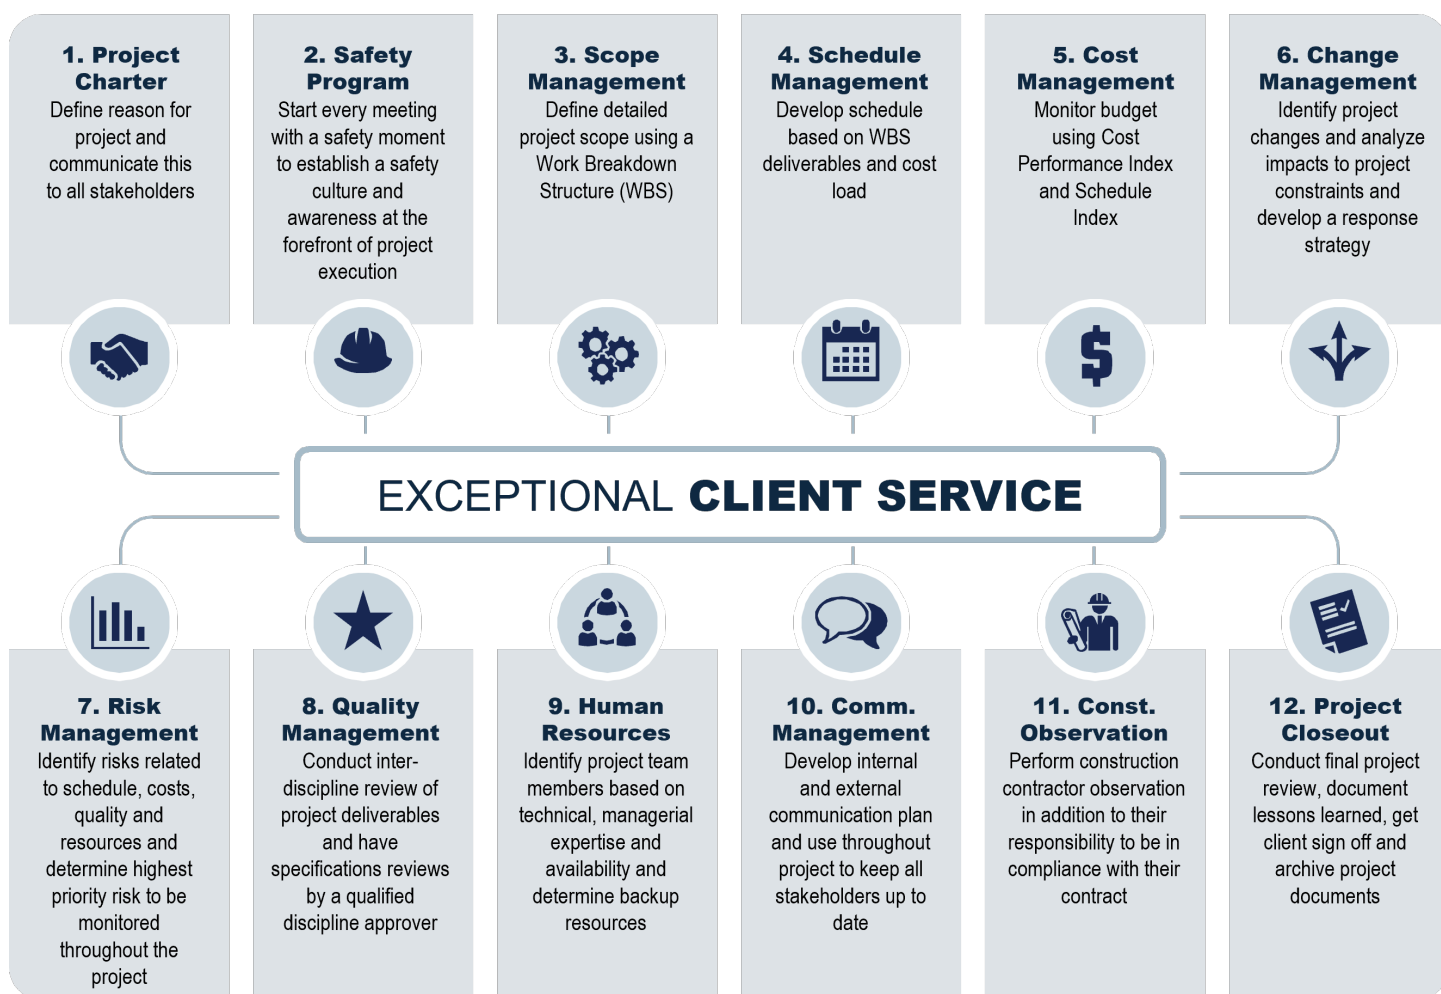 1. Project
Charter
Define reason for
project and
communicate this
to all stakeholders
2. Safety
Program
Start every meeting
with a safety moment
to establish a safety
culture and
awareness at the
forefront of project
execution
3. Scope
Management
Define detailed
project scope using a
Work Breakdown
Structure (WBS)
4. Schedule
Management
Develop schedule
based on WBS
deliverables and cost
load
5. Cost
Management
Monitor budget
using Cost
Performance Index
and Schedule
Index
6. Change
Management
Identify project
changes and analyze
impacts to project
constraints and
develop a response
strategy
EXCEPTIONAL CLIENT SERVICE
7. Risk
Management
Identify risks related
to schedule, costs,
quality and
resources and
determine highest
priority risk to be
monitored
throughout the
project
8. Quality
Management
Conduct inter-
discipline review of
project deliverables
and have
specifications reviews
by a qualified
discipline approver
9. Human
Resources
Identify project team
members based on
technical, managerial
expertise and
availability and
determine backup
resources
10. Comm.
Management
Develop internal
and external
communication plan
and use throughout
project to keep all
stakeholders up to
date
11. Const.
Observation
Perform construction
contractor observation
in addition to their
responsibility to be in
compliance with their
contract
12. Project
Closeout
Conduct final project
review, document
lessons learned, get
client sign off and
archive project
documents